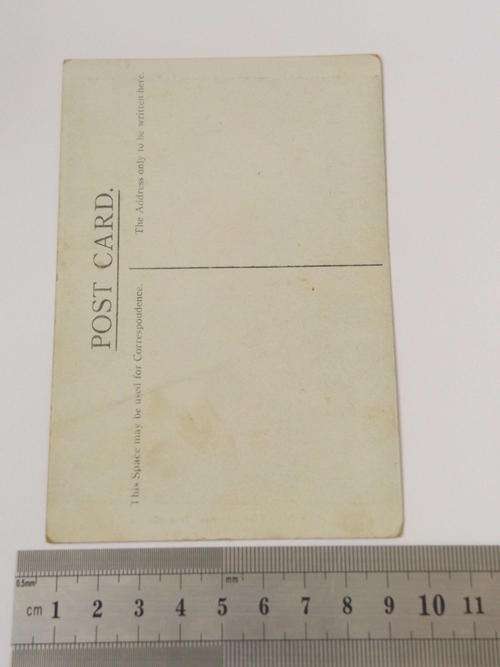 POST CARD.
This Space may be used for Correspondence.
The Address only to be written here.
0.5mm
mm
cm 1 2 3 4 5 6 7 8 9 10 11